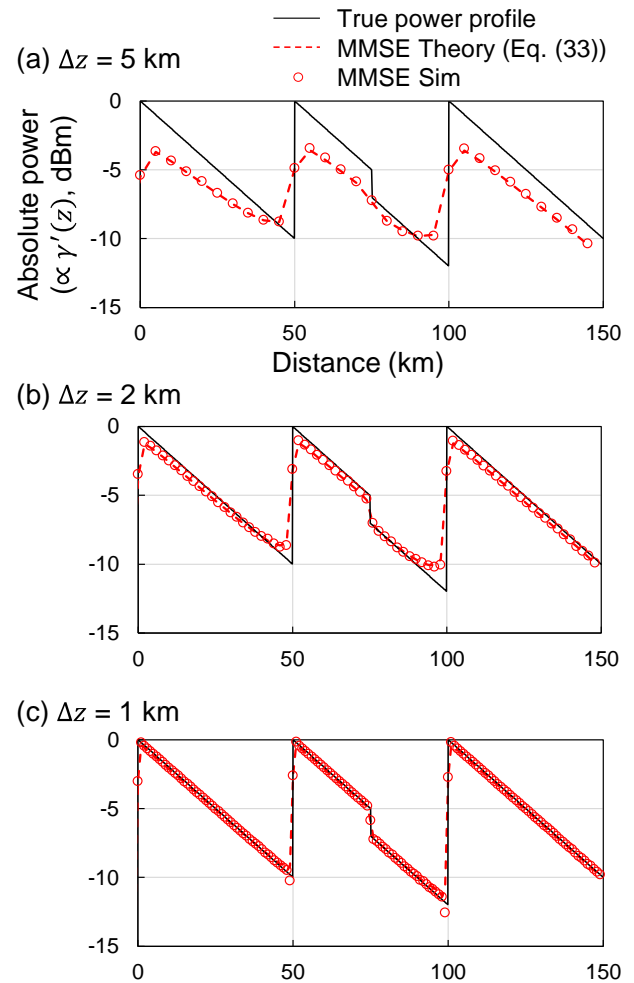 True power profile
MMSE Theory (Eq. (33))
MMSE Sim
(a) Δz = 5 km
Absolute power
(∝ γ′(z), dBm)
0
-5
-10
-15
0 50 100 150
Distance (km)
(b) Δz = 2 km
0
-5
-10
-15
0 50 100 150
(c) Δz = 1 km
0
-5
-10
-15
0 50 100 150